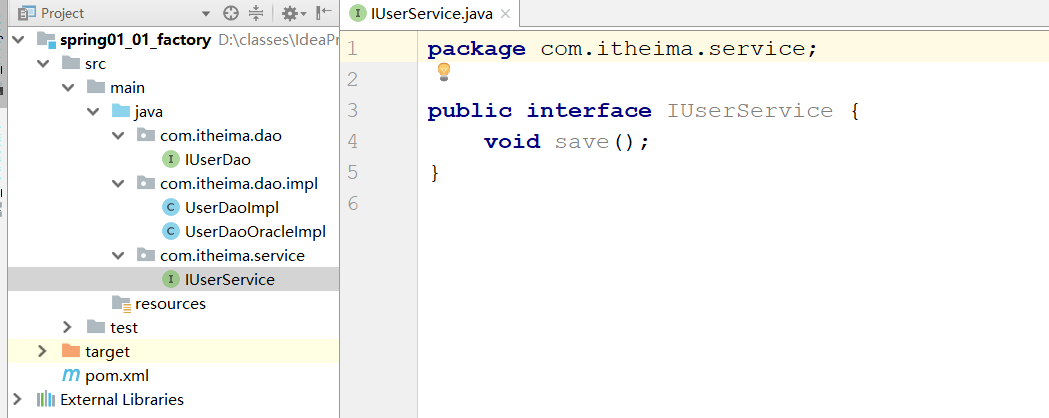 Project
spring01_01_factory D:\classes\IdeaPr
src
main
java
com.itheima.dao
IUserDao
com.itheima.dao.impl
UserDaoImpl
UserDaoOracleImpl
com.itheima.service
IUserService
resources
test
target
pom.xml
External Libraries
IUserService.java
1 package com.itheima.service;
2
3 public interface IUserService {
4 void save();
5 }
6